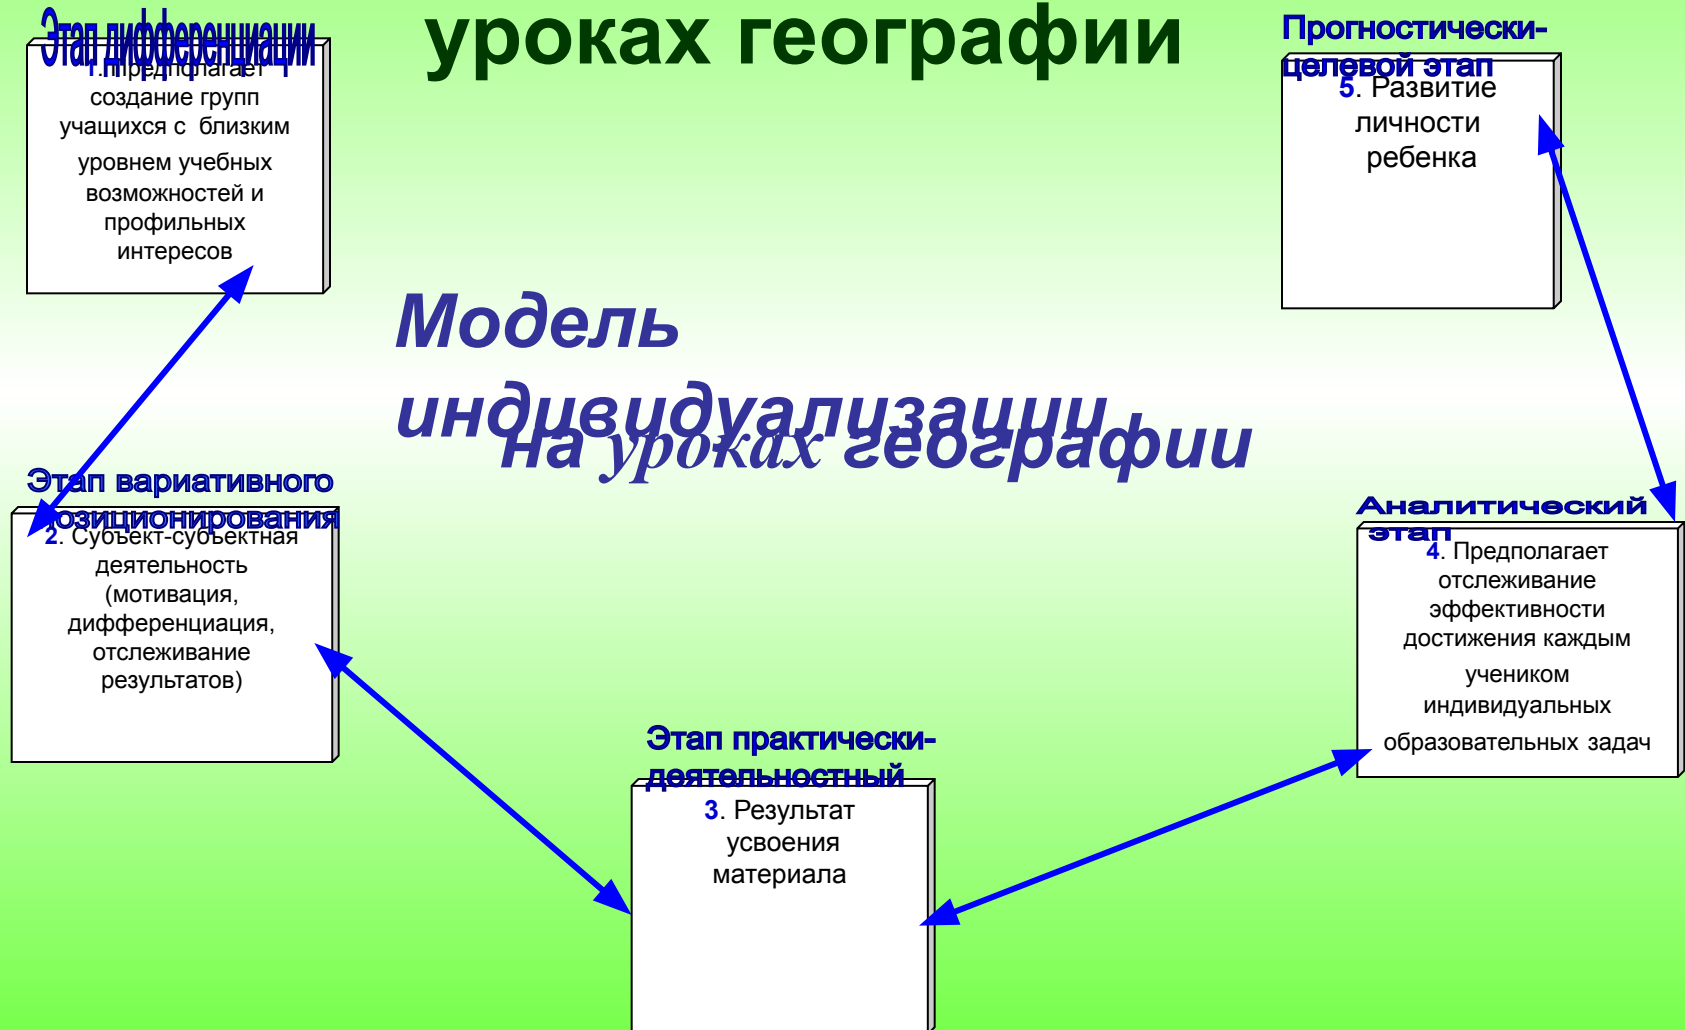 уроках географии
Этап дифференциации
1. Предполагает
создание групп
учащихся с близким
уровнем учебных
возможностей и
профильных
интересов
Прогностически-
целевой этап
5. Развитие
личности
ребенка
Модель
индивидуализации
на уроках географии
Этап вариативного
позиционирования
2. Субъект-субъектная
деятельность
(мотивация,
дифференциация,
отслеживание
результатов)
Этап практически-
деятельностный
3. Результат
усвоения
материала
Аналитический
этап
4. Предполагает
отслеживание
эффективности
достижения каждым
учеником
индивидуальных
образовательных задач